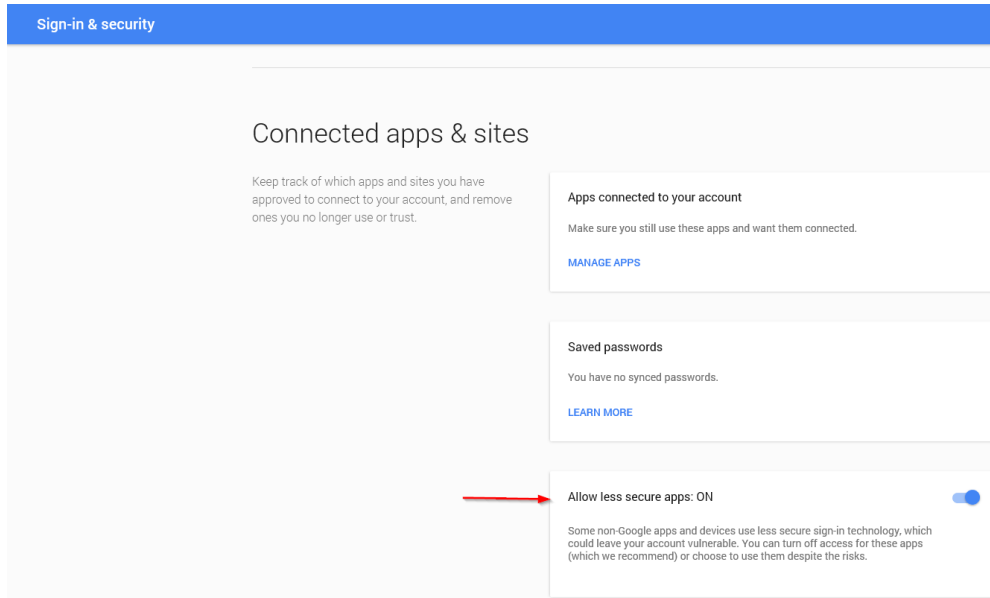 Sign-in & security
Connected apps & sites
Keep track of which apps and sites you have
approved to connect to your account, and remove
ones you no longer use or trust.
Apps connected to your account
Make sure you still use these apps and want them connected.
MANAGE APPS
Saved passwords
You have no synced passwords.
LEARN MORE
Allow less secure apps: ON
Some non-Google apps and devices use less secure sign-in technology, which
could leave your account vulnerable. You can turn off access for these apps
(which we recommend) or choose to use them despite the risks.